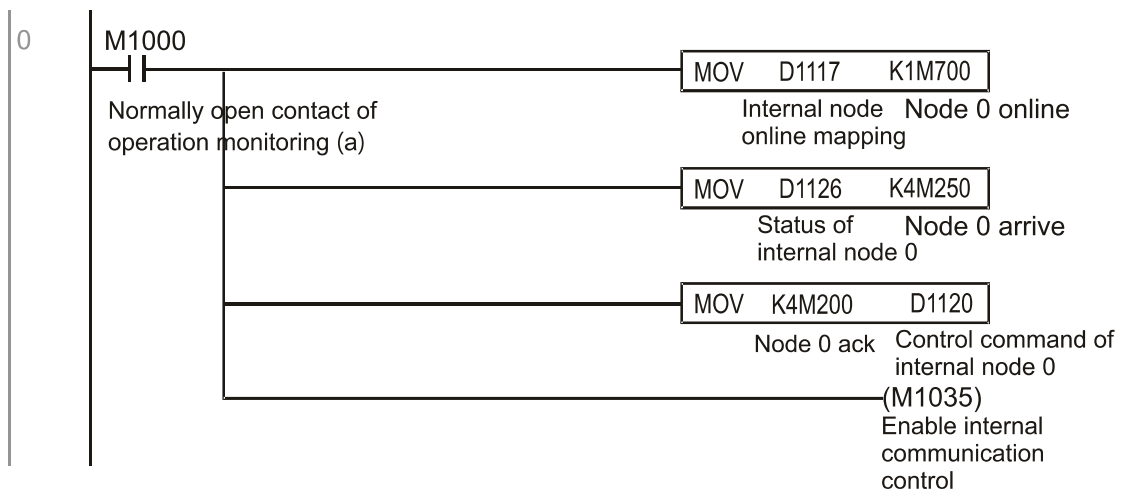 0
M1000
MOV D1117 K1M700
Normally open contact of
operation monitoring (a)
Internal node
online mapping
Node 0 online
MOV D1126 K4M250
Status of
internal node 0
Node 0 arrive
MOV K4M200 D1120
Node 0 ack
Control command of
internal node 0
(M1035)
Enable internal
communication
control